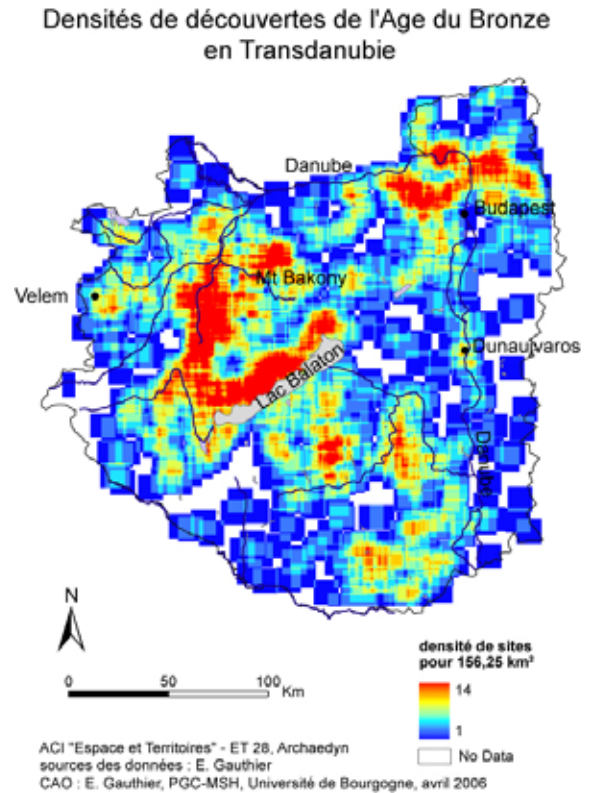 Densités de découvertes de l'Age du Bronze
en Transdanubie
Danube
Budapest
Mt Bakony
Velem
Dunaujvaros
Lac Balaton
Danube
N
0 50 100 Km
densité de sites
pour 156,25 km²
14
1
No Data
ACI "Espace et Territoires" - ET 28, Archaedyn
sources des données : E. Gauthier
CAO : E. Gauthier, PGC-MSH, Université de Bourgogne, avril 2006